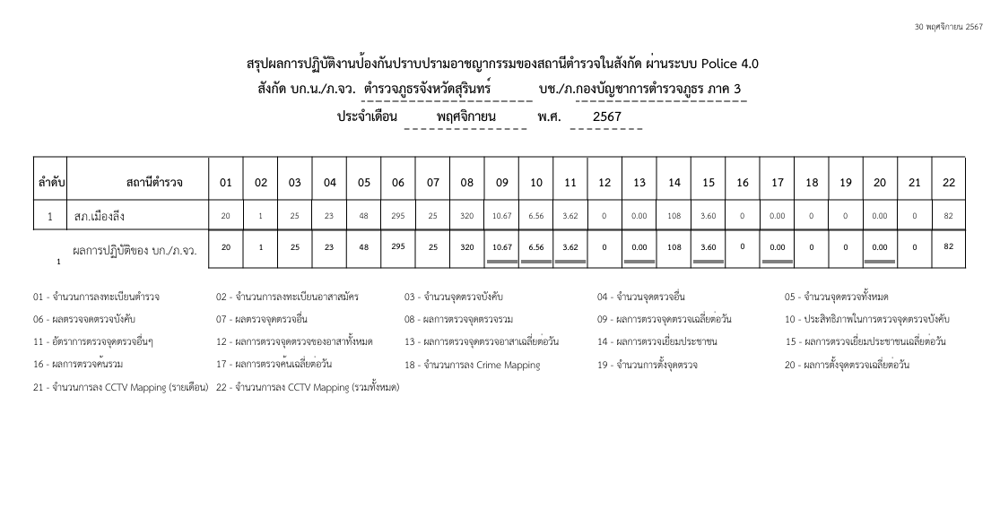 30 พฤศจิกายน 2567
สรุปผลการปฏิบัติงานป้องกันปราบปรามอาชญากรรมของสถานีตำรวจในสังกัด ผ่านระบบ Police 4.0
สังกัด บก.น./ภ.จว. ตำรวจภูธรจังหวัดสุรินทร์ บช./ภ.กองบัญชาการตำรวจภูธร ภาค 3
ประจำเดือน พฤศจิกายน พ.ศ. 2567
ลำดับ สถานีตำรวจ 01 02 03 04 05 06 07 08 09 10 11 12 13 14 15 16 17 18 19 20 21 22
1 สภ.เมืองลีง 20 1 25 23 48 295 25 320 10.67 6.56 3.62 0 0.00 108 3.60 0 0.00 0 0 0.00 0 82
1 ผลการปฏิบัติของ บก./ภ.จว. 20 1 25 23 48 295 25 320 10.67 6.56 3.62 0 0.00 108 3.60 0 0.00 0 0 0.00 0 82
01 - จำนวนการลงทะเบียนตำรวจ 02 - จำนวนการลงทะเบียนอาสาสมัคร 03 - จำนวนจุดตรวจบังคับ 04 - จำนวนจุดตรวจอื่น 05 - จำนวนจุดตรวจทั้งหมด
06 - ผลตรวจจดตรวจบังคับ 07 - ผลตรวจจุดตรวจอื่น 08 - ผลการตรวจจุดตรวจรวม 09 - ผลการตรวจจุดตรวจเฉลี่ยต่อวัน 10 - ประสิทธิภาพในการตรวจจุดตรวจบังคับ
11 - อัตราการตรวจจุดตรวจอื่นๆ 12 - ผลการตรวจจุดตรวจของอาสาทั้งหมด 13 - ผลการตรวจจุดตรวจอาสาเฉลี่ยต่อวัน 14 - ผลการตรวจเยี่ยมประชาชน 15 - ผลการตรวจเยี่ยมประชาชนเฉลี่ยต่อวัน
16 - ผลการตรวจค้นรวม 17 - ผลการตรวจค้นเฉลี่ยต่อวัน 18 - จำนวนการลง Crime Mapping 19 - จำนวนการตั้งจุดตรวจ 20 - ผลการตั้งจุดตรวจเฉลี่ยต่อวัน
21 - จำนวนการลง CCTV Mapping (รายเดือน) 22 - จำนวนการลง CCTV Mapping (รวมทั้งหมด)